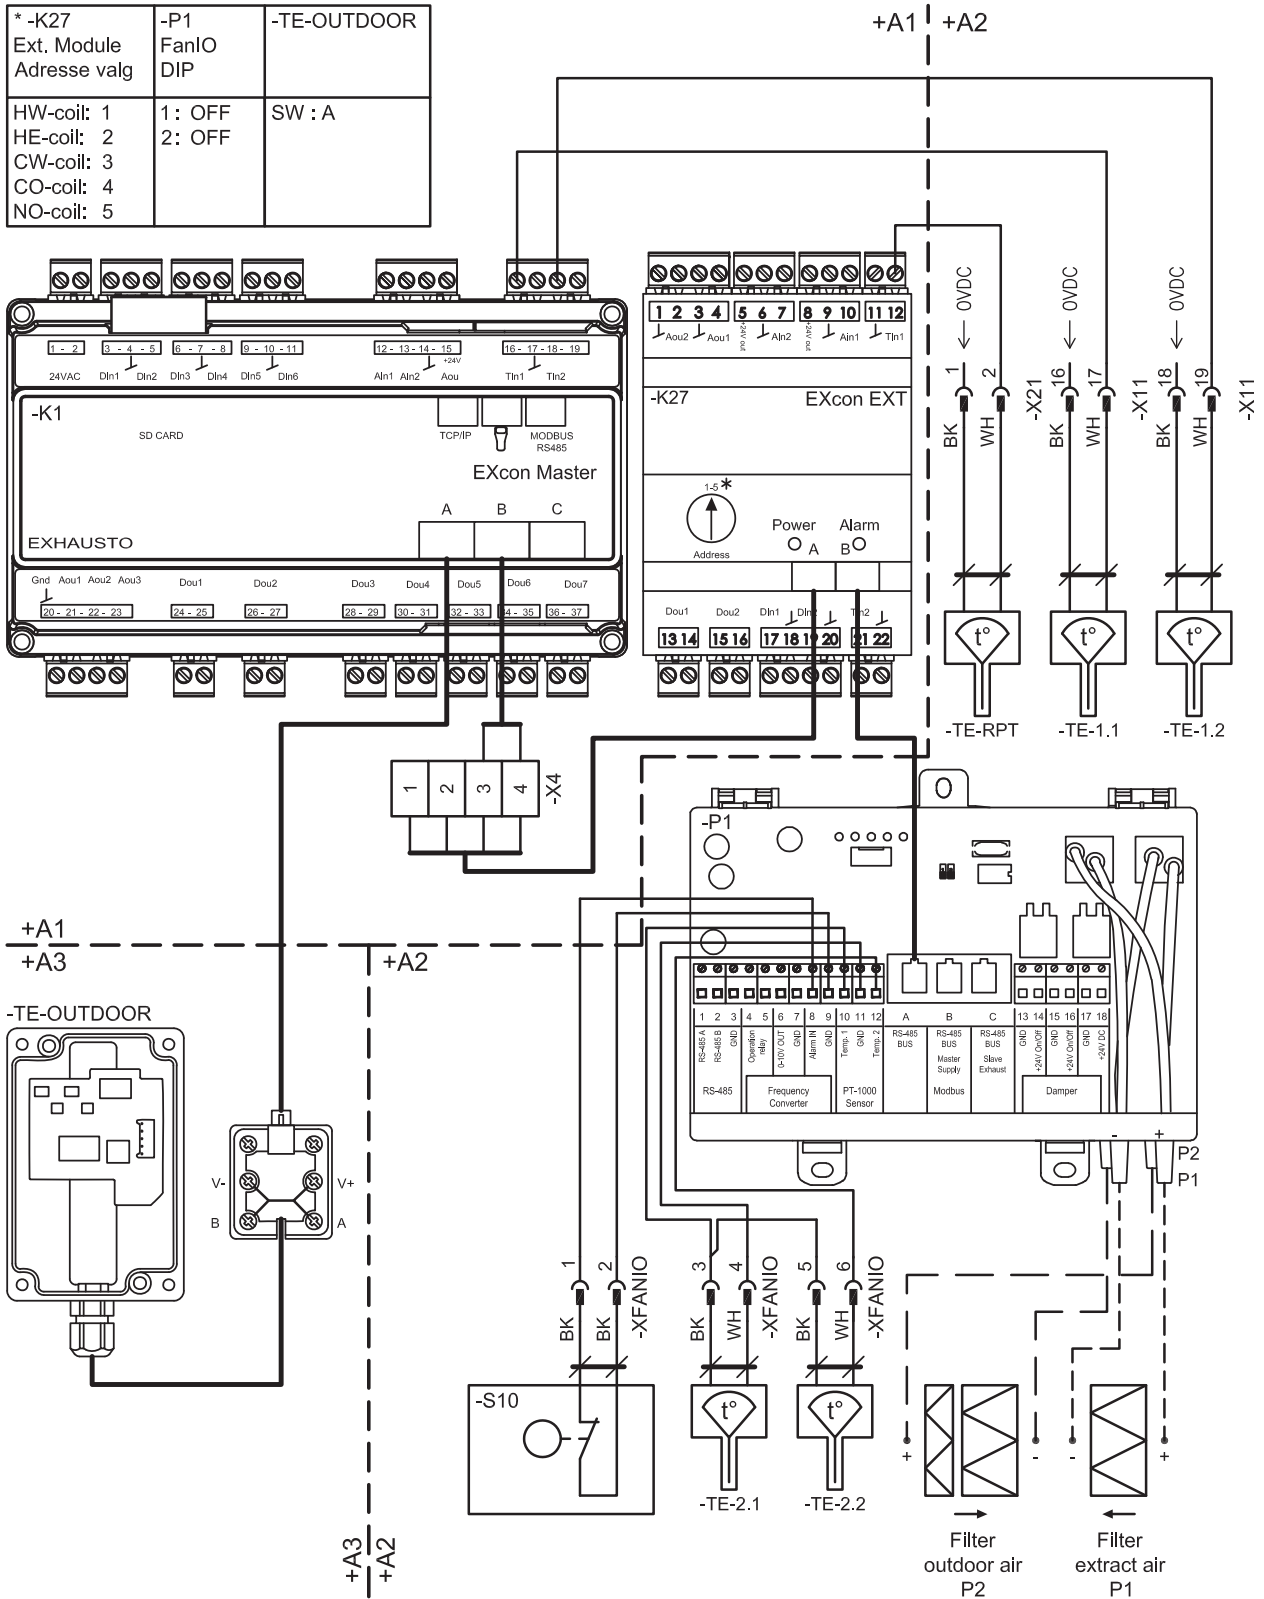 * -K27
Ext. Module
Adresse valg
-P1
FanIO
DIP
-TE-OUTDOOR
HW-coil: 1
HE-coil: 2
CW-coil: 3
CO-coil: 4
NO-coil: 5
1: OFF
2: OFF
SW : A
+A1 +A2
1 - 2
3 - 4 - 5
6 - 7 - 8
9 - 10 - 11
12 - 13 - 14 - 15
16 - 17 - 18 - 19
+24V
24VAC
DIn1 DIn2
DIn3 DIn4
DIn5 DIn6
AIn1 AIn2 Aou
TIn1 TIn2
-K1
SD CARD
TCP/IP
MODBUS
RS485
EXcon Master
A B C
EXHAUSTO
Gnd Aou1 Aou2 Aou3
Dou1 Dou2 Dou3 Dou4 Dou5 Dou6 Dou7
20 - 21 - 22 - 23
24 - 25
26 - 27
28 - 29
30 - 31
32 - 33
34 - 35
36 - 37
1 2 3 4
5 6 7
8 9 10
11 12
Aou2 Aou1
+24V out
AIn2
+24V out
AIn1
TIn1
-K27
EXcon EXT
1-5*
Address
Power Alarm
A B
Dou1 Dou2 DIn1 DIn2 TIn2
13 14
15 16
17 18 19 20
21 22
0VDC
0VDC
0VDC
1 2 -X21
16 17 -X11
18 19 -X11
BK WH
BK WH
BK WH
t°
t°
t°
-TE-RPT
-TE-1.1
-TE-1.2
1 2 3 4 -X4
+A1
+A3
+A2
-TE-OUTDOOR
V- V+
B A
-P1
1 2 3 4 5 6 7 8 9 10 11 12 A B C 13 14 15 16 17 18
RS-485 A
RS-485 B
GND
Operation
relay
0-10V OUT
GND
Alarm IN
GND
Temp. 1
GND
Temp. 2
RS-485
BUS
RS-485
BUS
Master
Supply
RS-485
BUS
Slave
Exhaust
GND
+24V On/Off
GND
+24V On/Off
GND
+24V DC
RS-485
Frequency
Converter
PT-1000
Sensor
Modbus
Damper
- +
P2
P1
1 2 -XFANIO
3 4 -XFANIO
5 6 -XFANIO
BK BK
BK WH
BK WH
-S10
t°
t°
-TE-2.1
-TE-2.2
+ - - +
Filter
outdoor air
P2
Filter
extract air
P1
+A3
+A2